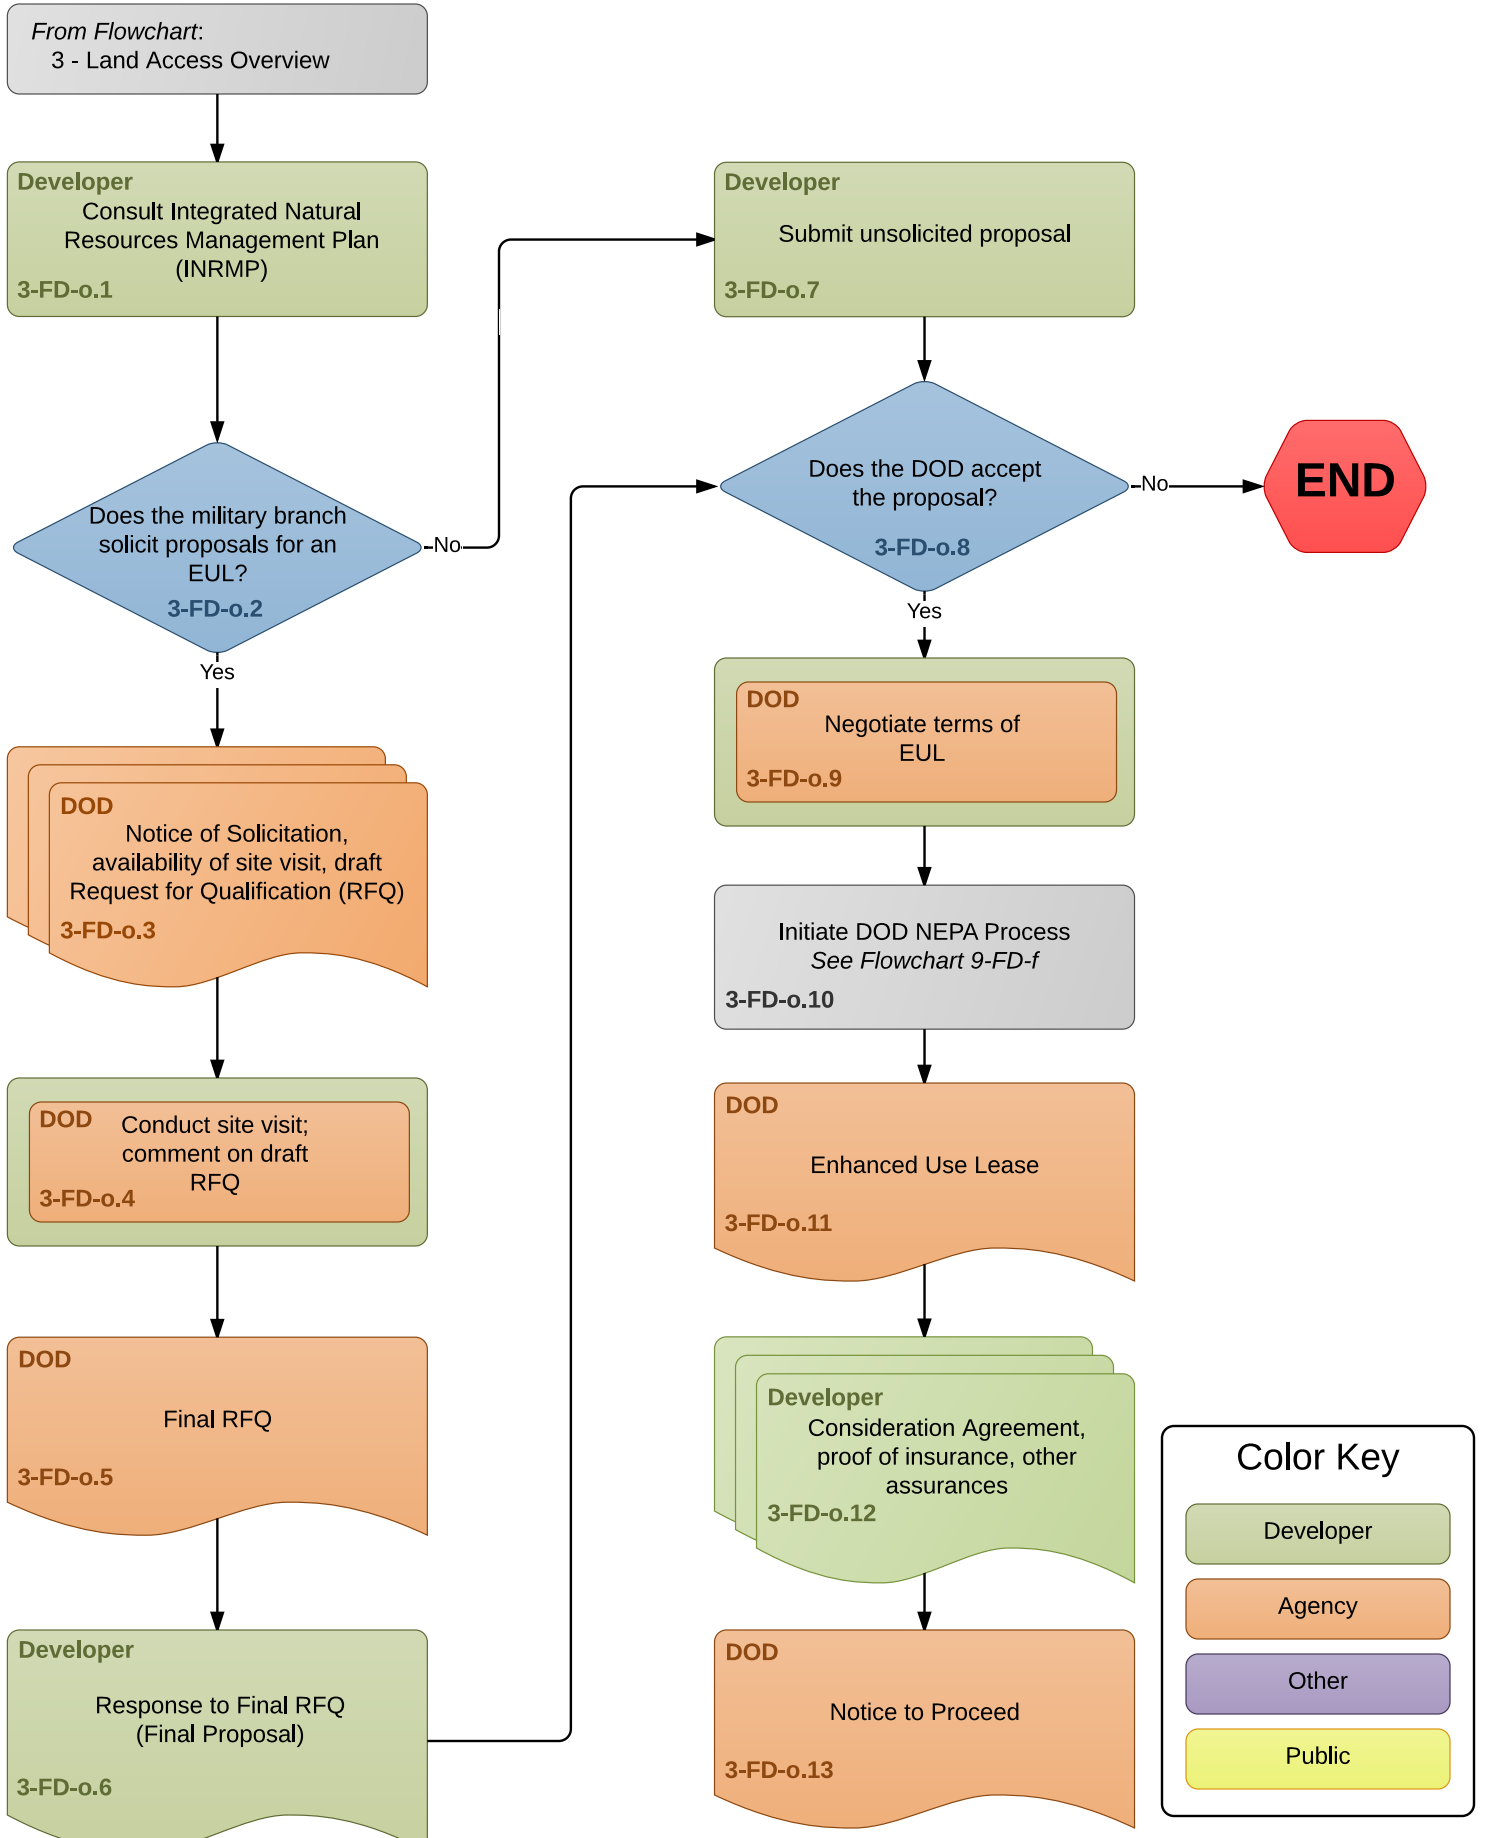 From Flowchart:
3 - Land Access Overview
Developer
Consult Integrated Natural
Resources Management Plan
(INRMP)
3-FD-o.1
Does the military branch
solicit proposals for an
EUL?
3-FD-o.2
No
Yes
DOD
Notice of Solicitation,
availability of site visit, draft
Request for Qualification (RFQ)
3-FD-o.3
DOD
Conduct site visit;
comment on draft
RFQ
3-FD-o.4
DOD
Final RFQ
3-FD-o.5
Developer
Response to Final RFQ
(Final Proposal)
3-FD-o.6
Developer
Submit unsolicited proposal
3-FD-o.7
Does the DOD accept
the proposal?
3-FD-o.8
No
END
Yes
DOD
Negotiate terms of
EUL
3-FD-o.9
Initiate DOD NEPA Process
See Flowchart 9-FD-f
3-FD-o.10
DOD
Enhanced Use Lease
3-FD-o.11
Developer
Consideration Agreement,
proof of insurance, other
assurances
3-FD-o.12
DOD
Notice to Proceed
3-FD-o.13
Color Key
Developer
Agency
Other
Public